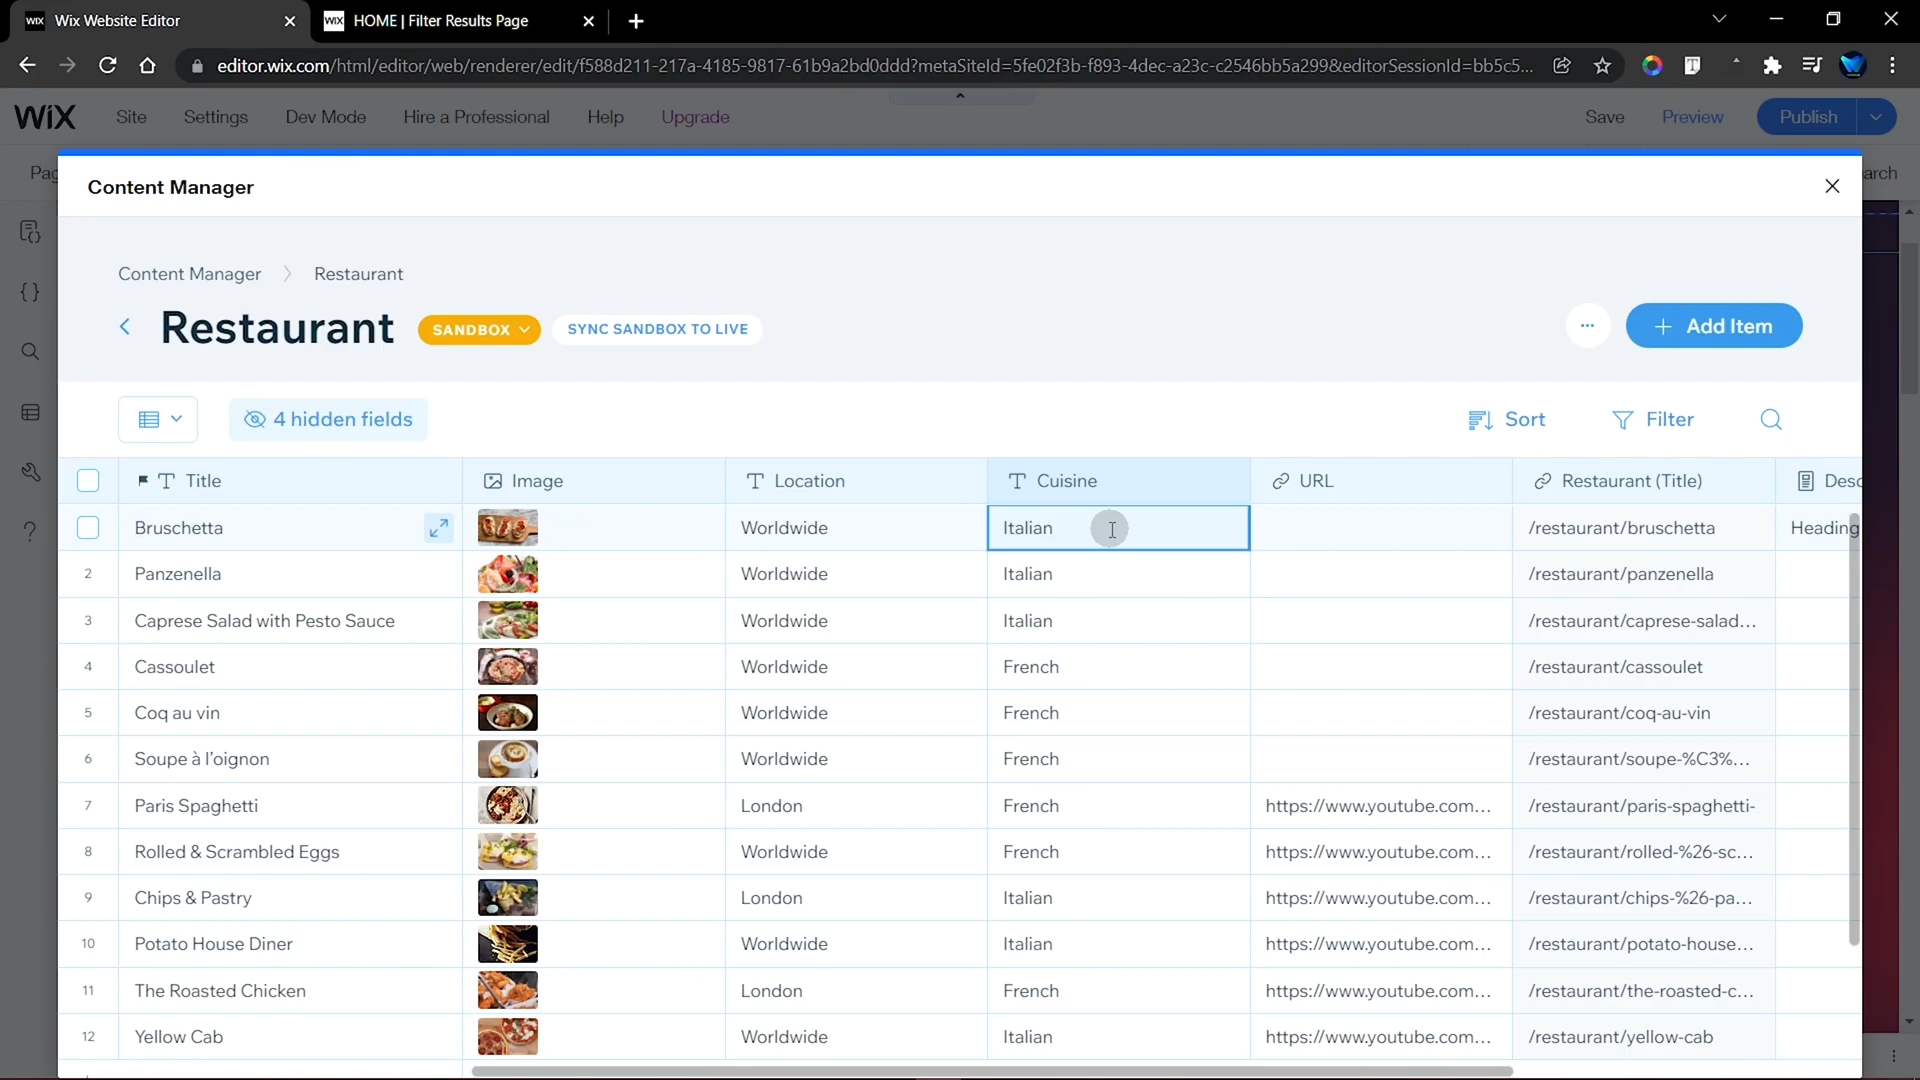 WIX Wix Website Editor
WIX HOME | Filter Results Page
editor.wix.com/html/editor/web/renderer/edit/f588d211-217a-4185-9817-61b9a2bd0ddd?metaSiteId=5fe02f3b-f893-4dec-a23c-c2546bb5a299&editorSessionId=bb5c5...
WiX Site Settings Dev Mode Hire a Professional Help Upgrade Save Preview Publish
Pag
arch
Content Manager
Content Manager Restaurant
Restaurant SANDBOX SYNC SANDBOX TO LIVE ... + Add Item
4 hidden fields Sort Filter
Title Image Location Cuisine URL Restaurant (Title) Desc
Bruschetta Worldwide Italian /restaurant/bruschetta Heading
2 Panzenella Worldwide Italian /restaurant/panzenella
3 Caprese Salad with Pesto Sauce Worldwide Italian /restaurant/caprese-salad...
4 Cassoulet Worldwide French /restaurant/cassoulet
5 Coq au vin Worldwide French /restaurant/coq-au-vin
6 Soupe à l'oignon Worldwide French /restaurant/soupe-%C3%...
7 Paris Spaghetti London French https://www.youtube.com... /restaurant/paris-spaghetti-
8 Rolled & Scrambled Eggs Worldwide French https://www.youtube.com... /restaurant/rolled-%26-sc...
9 Chips & Pastry London Italian https://www.youtube.com... /restaurant/chips-%26-pa...
10 Potato House Diner Worldwide Italian https://www.youtube.com... /restaurant/potato-house...
11 The Roasted Chicken London French https://www.youtube.com... /restaurant/the-roasted-c...
12 Yellow Cab Worldwide Italian https://www.youtube.com... /restaurant/yellow-cab